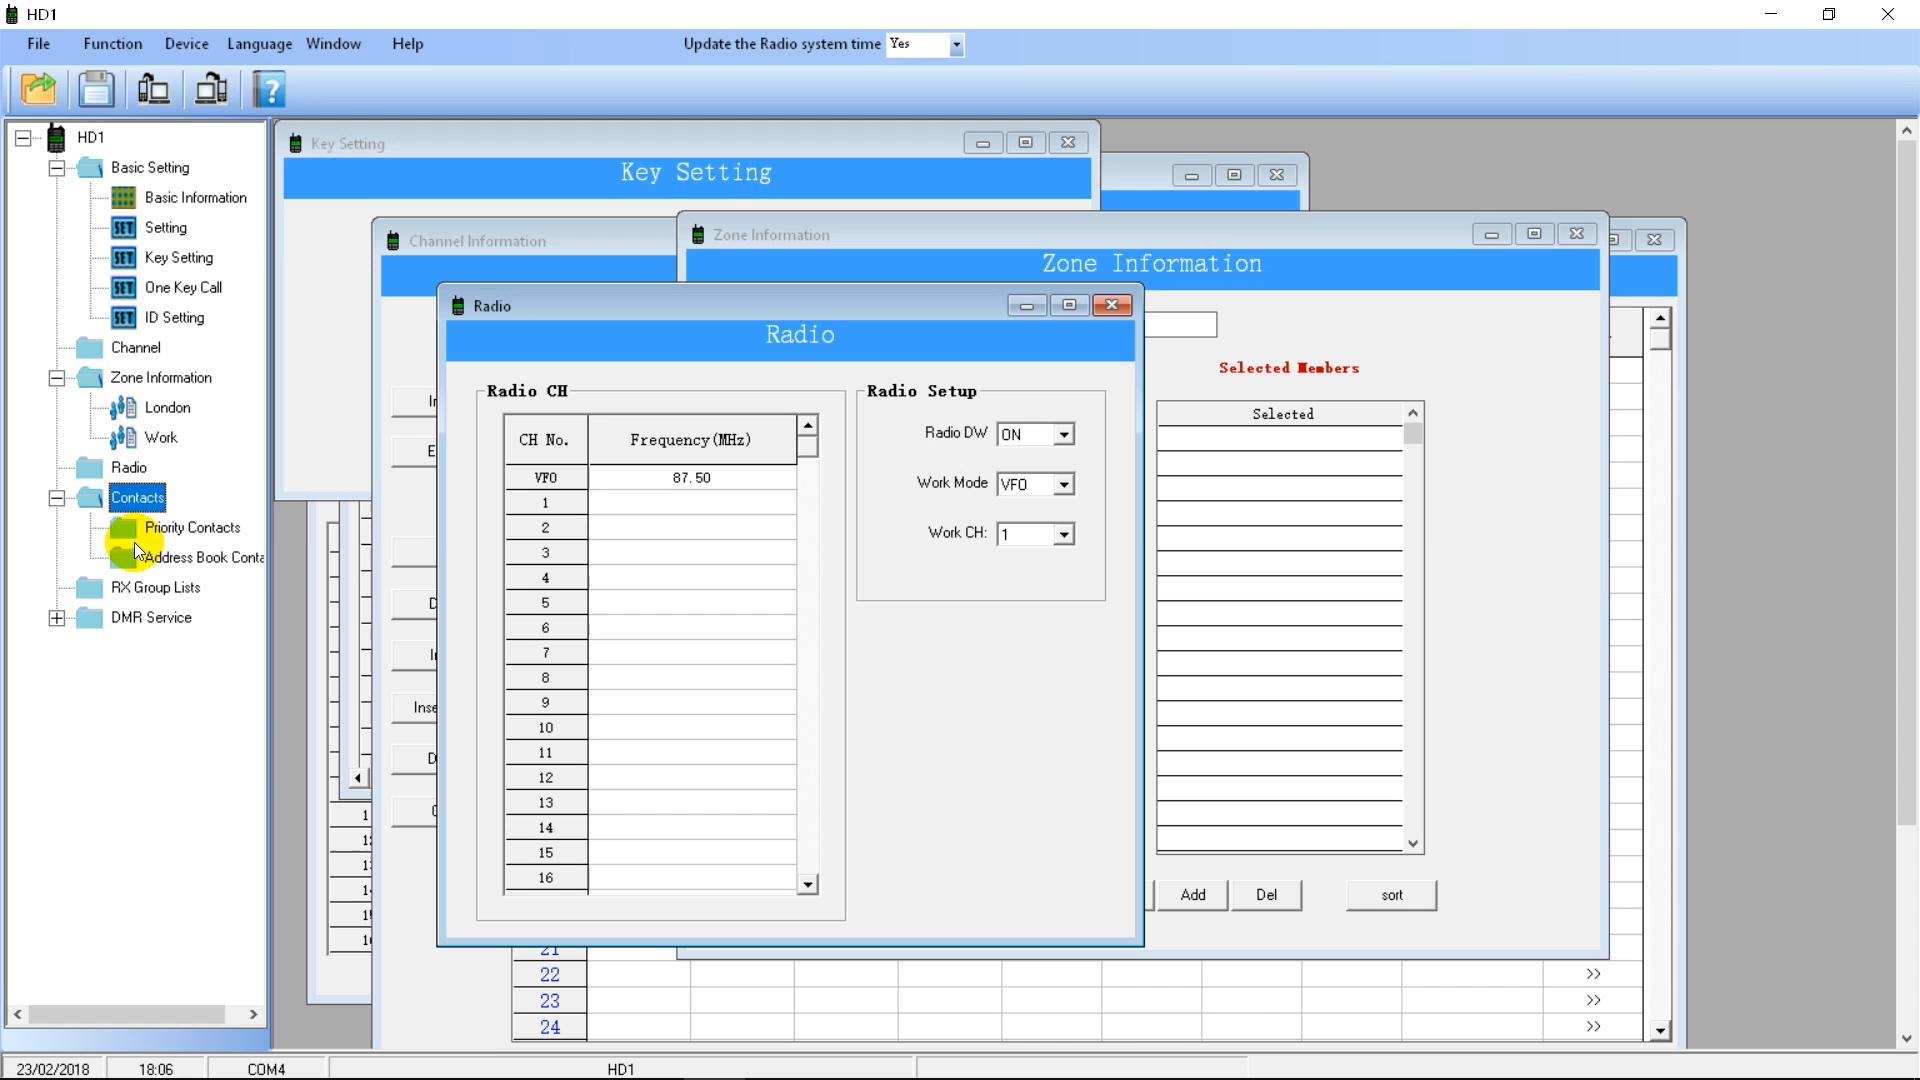 HD1
File Function Device Language Window Help Update the Radio system time Yes
HD1
Basic Setting
Basic Information
SET Setting
SET Key Setting
SET One Key Call
SET ID Setting
Channel
Zone Information
London
Work
Radio
Contacts
Priority Contacts
Address Book Conta
RX Group Lists
DMR Service
Key Setting
Key Setting
Channel Information
Zone Information
Zone Information
Selected Members
Selected
Add Del sort
Radio
Radio
Radio CH
CH No. Frequency(MHz)
VFO 87.50
1
2
3
4
5
6
7
8
9
10
11
12
13
14
15
16
Radio Setup
Radio DW ON
Work Mode VFO
Work CH: 1
Inse
21
22 >>
23 >>
24 >>
23/02/2018 18:06 COM4 HD1